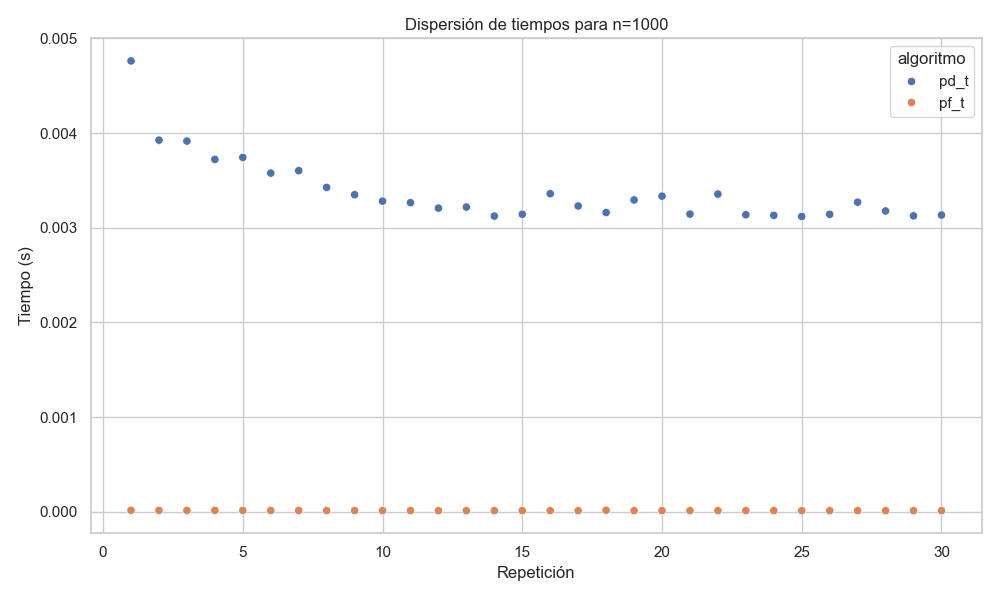 Dispersión de tiempos para n=1000
0.005
0.004
0.003
0.002
0.001
0.000
Tiempo (s)
algoritmo
pd_t
pf_t
0
5
10
15
20
25
30
Repetición